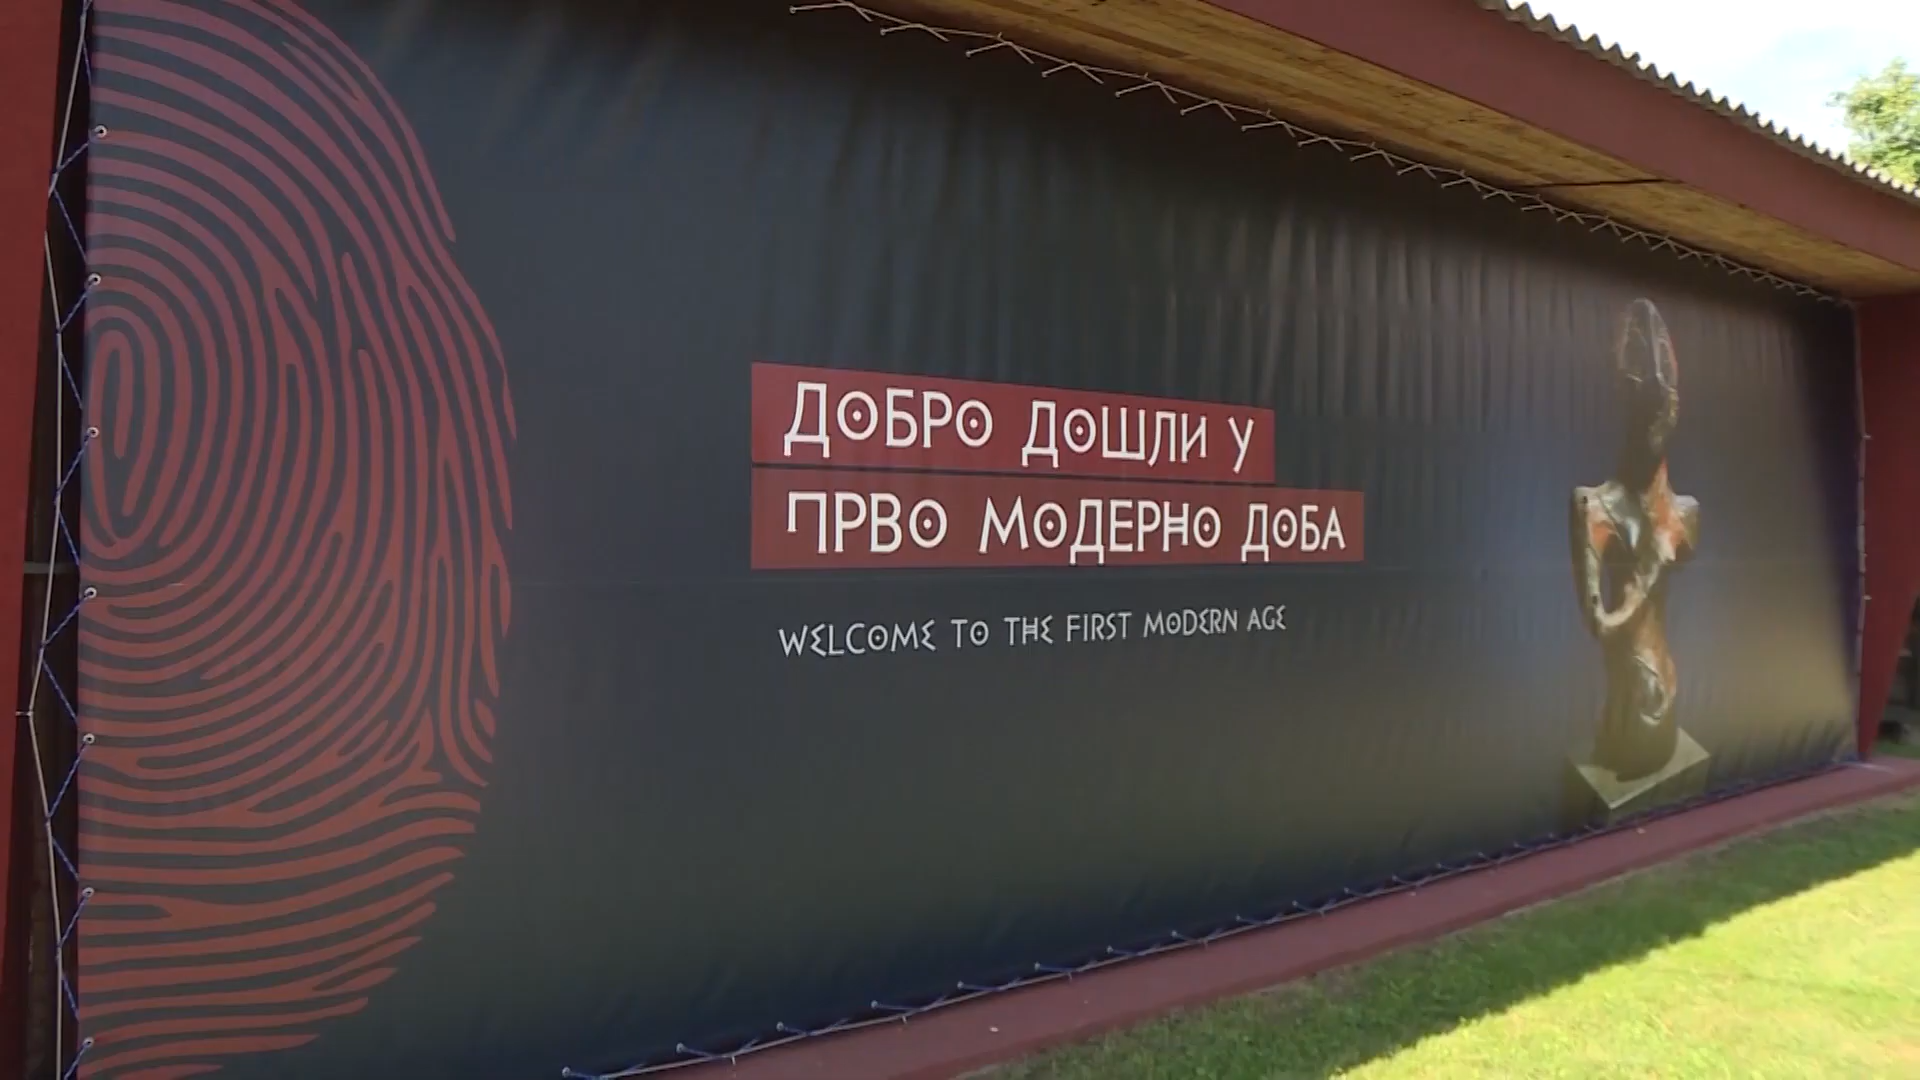 ДОБРО ДОШЛИ У
ПРВО МОДЕРНО ДОБА
WELCOME TO THE FIRST MODERN AGE